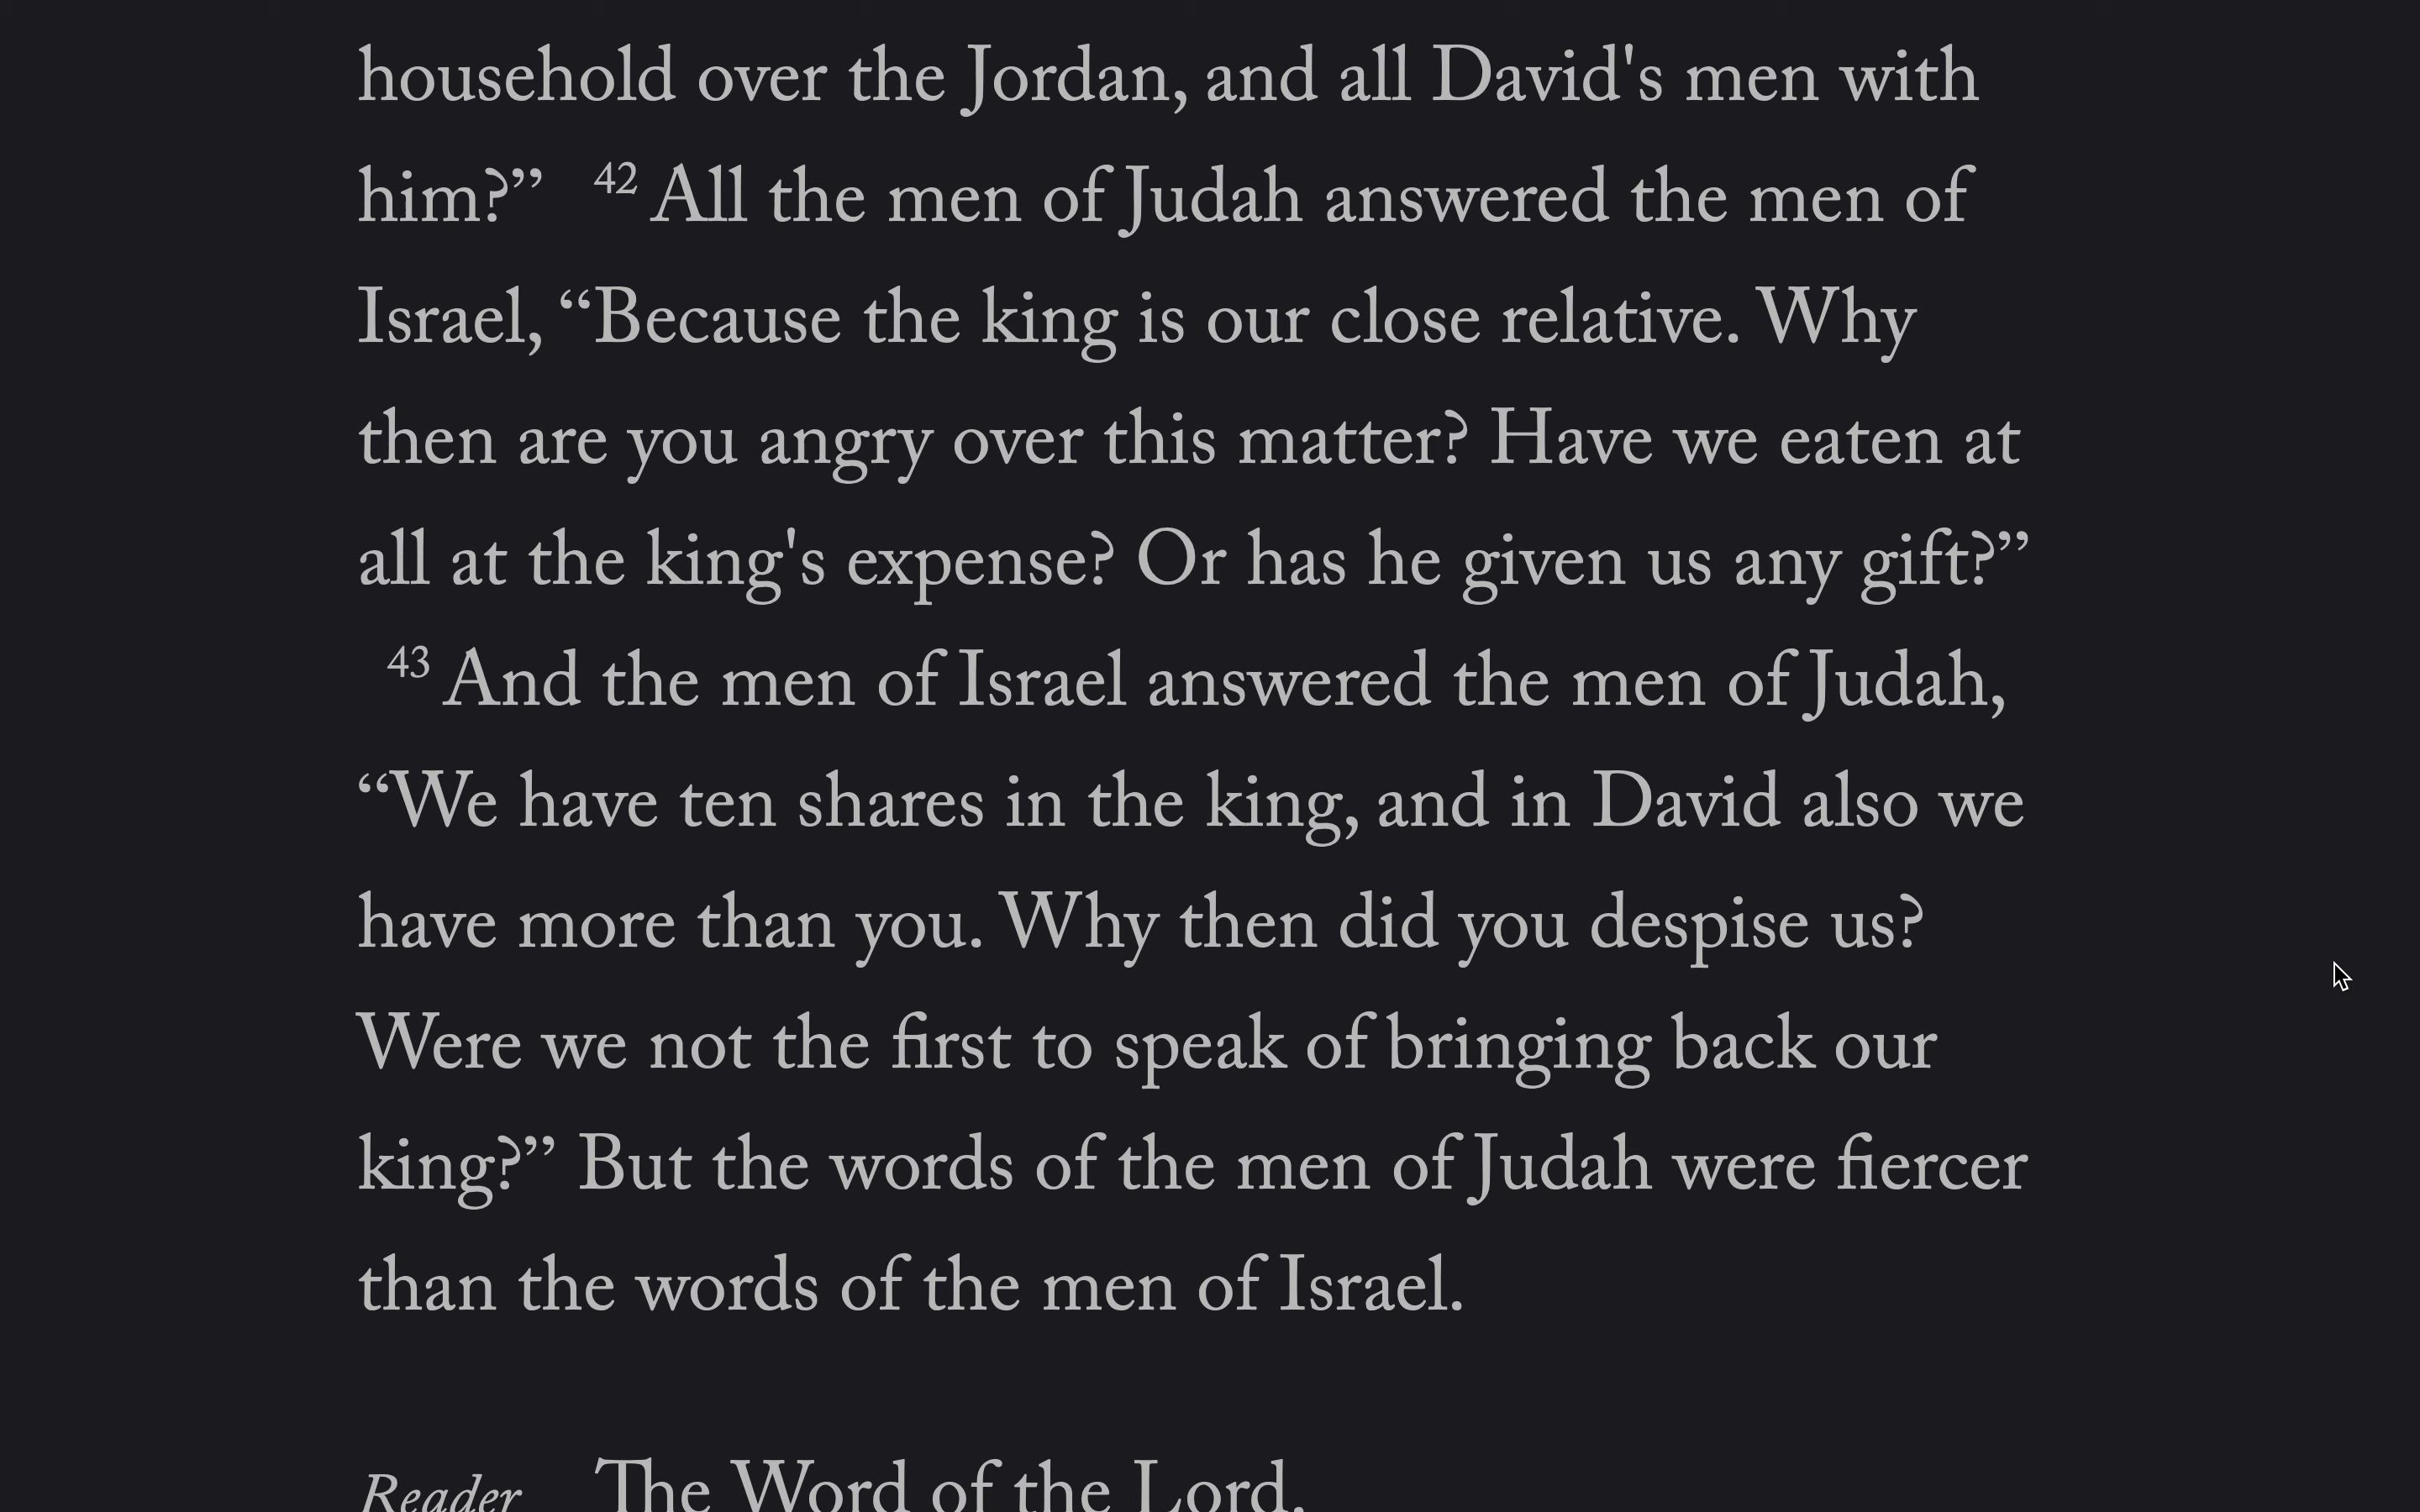 household over the Jordan, and all David's men with
him?” 42 All the men of Judah answered the men of
Israel, “Because the king is our close relative. Why
then are you angry over this matter? Have we eaten at
all at the king's expense? Or has he given us any gift?”
43 And the men of Israel answered the men of Judah,
“We have ten shares in the king, and in David also we
have more than you. Why then did you despise us?
Were we not the first to speak of bringing back our
king?” But the words of the men of Judah were fiercer
than the words of the men of Israel.
Reader The Word of the Lord.